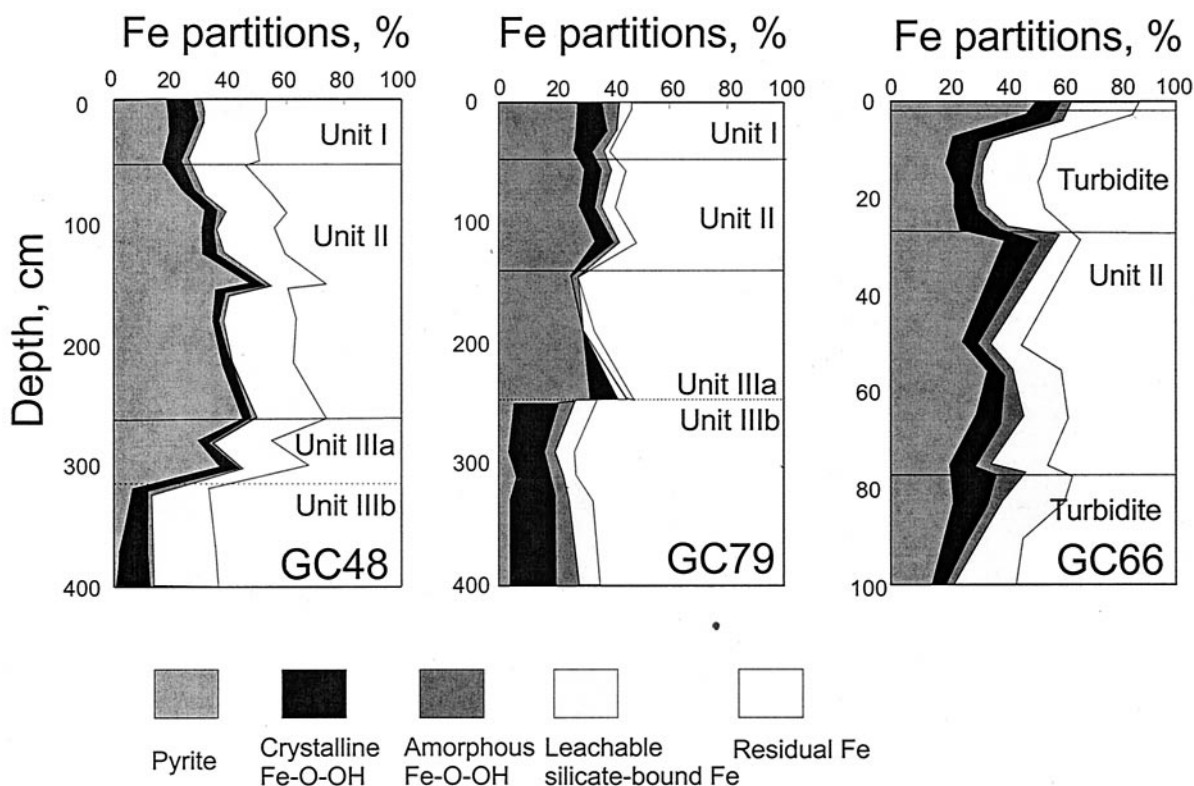 Fe partitions, %
Fe partitions, %
Fe partitions, %
0 20 40 60 80 100
0 20 40 60 80 100
0 20 40 60 80 100
Depth, cm
0
100
200
300
400
Unit I
Unit II
Unit IIIa
Unit IIIb
GC48
0
100
200
300
400
Unit I
Unit II
Unit IIIa
Unit IIIb
GC79
0
20
40
60
80
100
Turbidite
Unit II
Turbidite
GC66
Pyrite
Crystalline
Fe-O-OH
Amorphous
Fe-O-OH
Leachable
silicate-bound Fe
Residual Fe